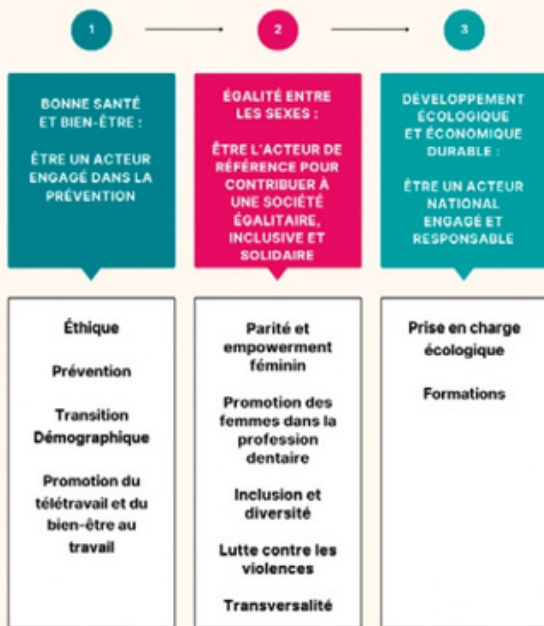 1
2
3
BONNE SANTÉ
ET BIEN-ÊTRE :
ÊTRE UN ACTEUR
ENGAGÉ DANS LA
PRÉVENTION
ÉGALITÉ ENTRE
LES SEXES :
ÊTRE L'ACTEUR DE
RÉFÉRENCE POUR
CONTRIBUER À
UNE SOCIÉTÉ
ÉGALITAIRE,
INCLUSIVE ET
SOLIDAIRE
DÉVELOPPEMENT
ÉCOLOGIQUE
ET ÉCONOMIQUE
DURABLE :
ÊTRE UN ACTEUR
NATIONAL
ENGAGÉ ET
RESPONSABLE
Éthique
Prévention
Transition
Démographique
Promotion du
télétravail et du
bien-être au
travail
Parité et
empowerment
féminin
Promotion des
femmes dans la
profession
dentaire
Inclusion et
diversité
Lutte contre les
violences
Transversalité
Prise en charge
écologique
Formations